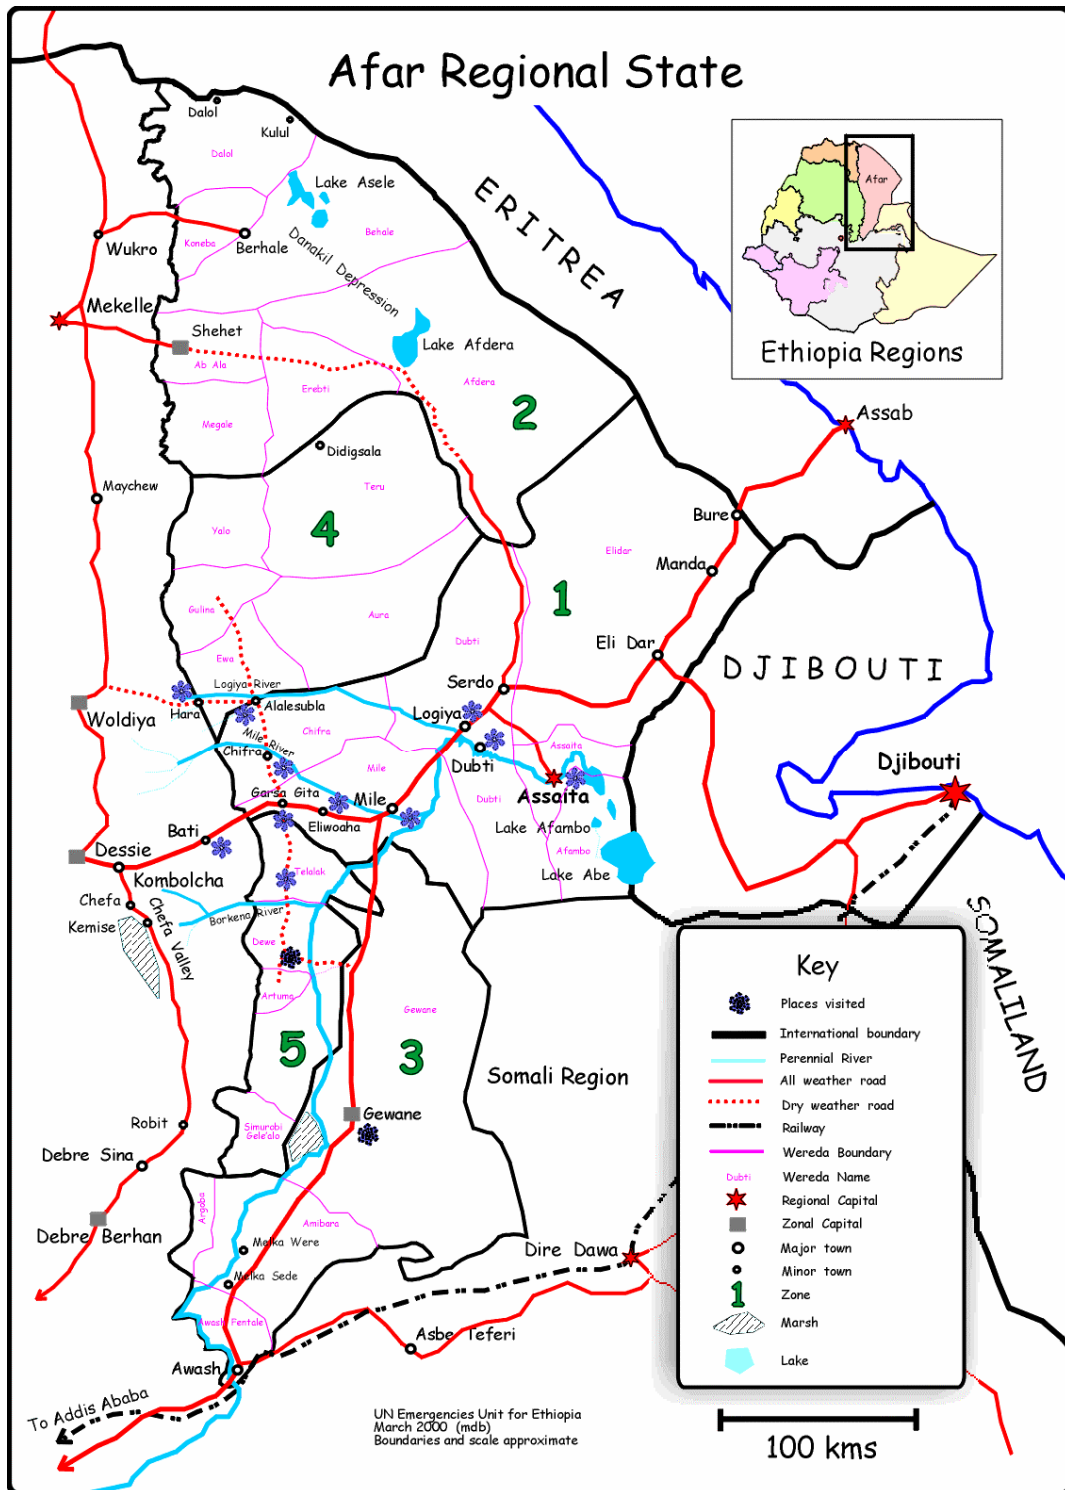 Afar Regional State
Dalol
Kulul
Dalol
Lake Asele
ERITREA
Afar
Ethiopia Regions
Wukro
Koneba
Berhale
Behale
Danakil Depression
Mekelle
Shehet
Ab Ala
Erebti
Lake Afdera
Afdera
2
Megale
Assab
Didigsala
Maychew
Teru
4
Yalo
Bure
Elidar
Manda
1
Gulina
Aura
Dubti
Eli Dar
DJIBOUTI
Ewa
Logiya River
Serdo
Woldiya
Hara
Alalesubla
Logiya
Chifra
Mile River
Chifra
Mile
Dubti
Assaita
Djibouti
Garsa Gita
Mile
Dubti
Assaita
Eliwoaha
Bati
Lake Afambo
Dessie
Afambo
Kombolcha
Telalak
Lake Abe
Chefa
Kemise
Chefa Valley
Borkena River
Dewe
SOMALILAND
Artuma
Gewane
5
3
Somali Region
Gewane
Robit
Simurobi
Gele'alo
Debre Sina
Argoba
Amibara
Debre Berhan
Melka Were
Dire Dawa
Melka Sede
Awash Fentale
Asbe Teferi
Awash
To Addis Ababa
Key
Places visited
International boundary
Perennial River
All weather road
Dry weather road
Railway
Wereda Boundary
Dubti Wereda Name
Regional Capital
Zonal Capital
Major town
Minor town
1 Zone
Marsh
Lake
UN Emergencies Unit for Ethiopia
March 2000 (mdb)
Boundaries and scale approximate
100 kms